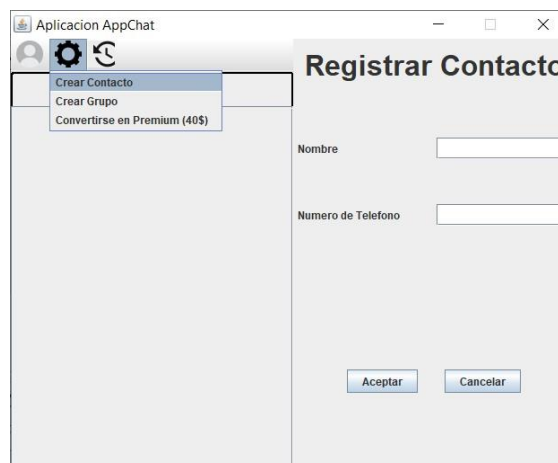 Aplicacion AppChat
Registrar Contacto
Crear Contacto
Crear Grupo
Convertirse en Premium (40$)
Nombre
Numero de Telefono
Aceptar
Cancelar